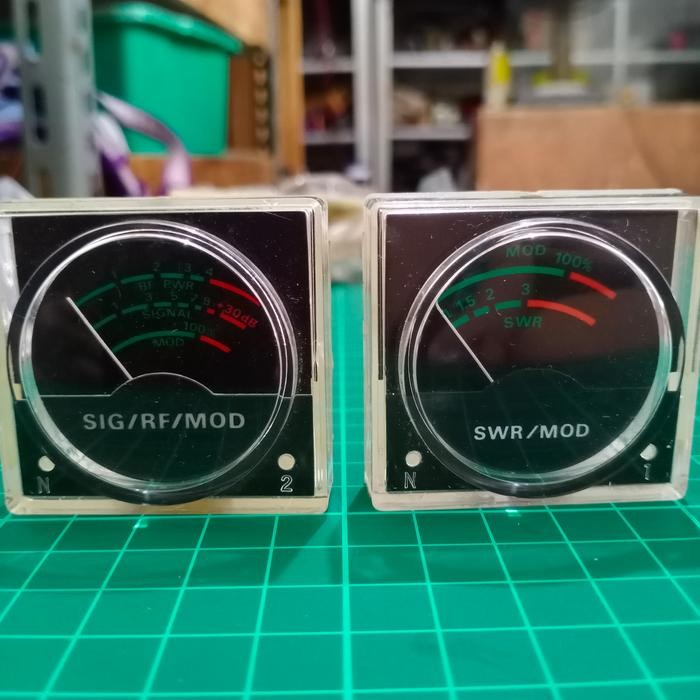 1 2 3 4
RF PWR
1 3 5 7 9 +30dB
SIGNAL
100%
MOD
SIG/RF/MOD
N 2
MOD 100%
1 1.5 2 3
SWR
SWR/MOD
N 1